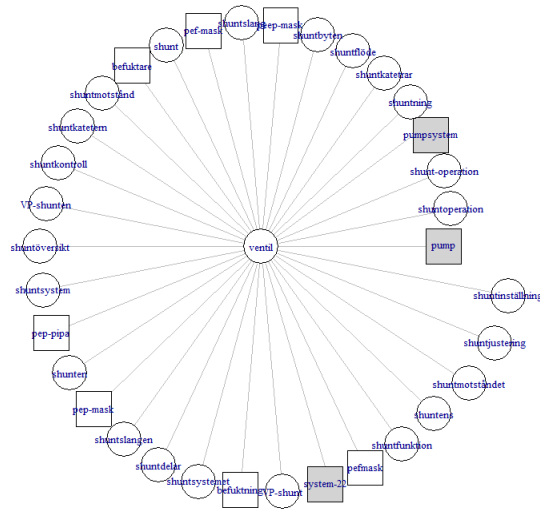 shuntslang
pef-mask
peep-mask
shuntbyten
shunt
shuntflöde
befuktare
shuntkatetrar
shuntmotstånd
shuntning
shuntkatetern
pumpsystem
shuntkontroll
shunt-operation
VP-shunten
shuntoperation
shuntöversikt
ventil
pump
shuntsystem
shuntinställning
pep-pipa
shuntjustering
shunten
shuntmotståndet
pep-mask
shuntens
shuntslangen
shuntfunktion
shuntdelar
pefmask
shuntsystemet
system-22
befuktning
VP-shunt